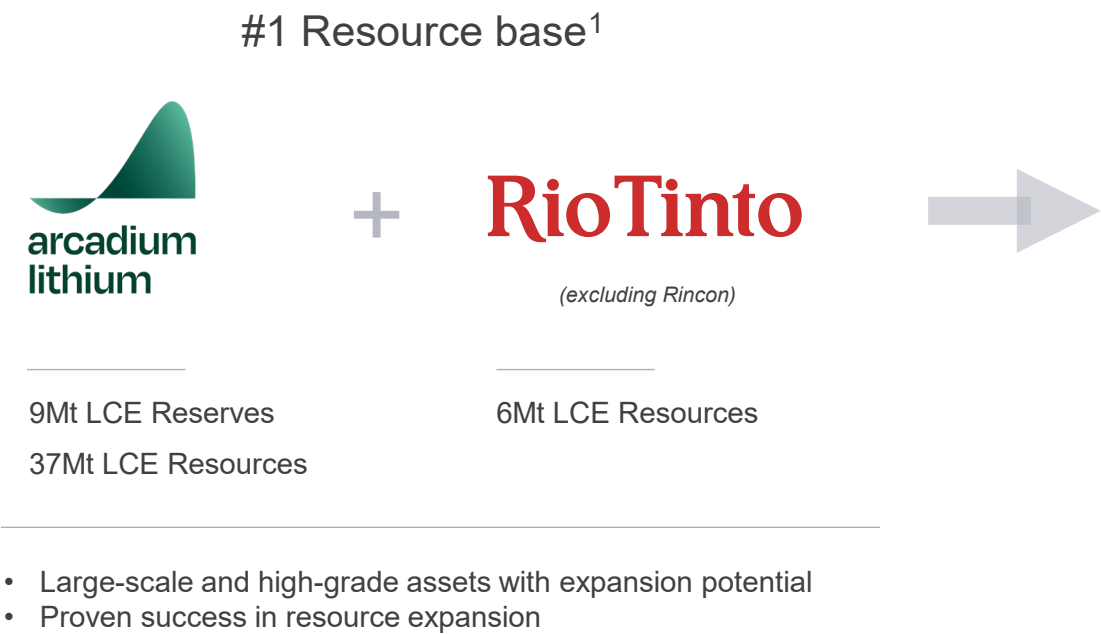 #1 Resource base¹
arcadium
lithium
+
RioTinto
(excluding Rincon)
9Mt LCE Reserves
37Mt LCE Resources
6Mt LCE Resources
• Large-scale and high-grade assets with expansion potential
• Proven success in resource expansion